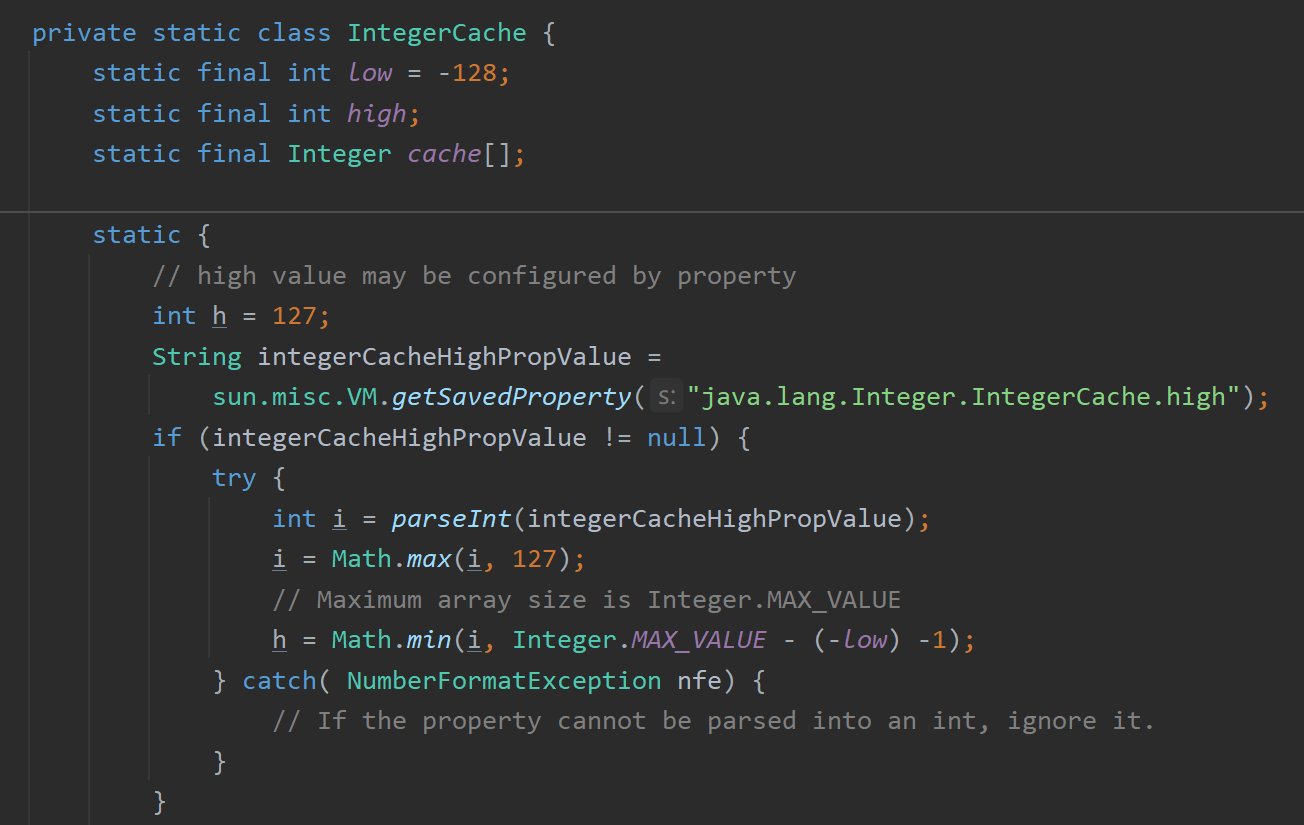 private static class IntegerCache {
    static final int low = -128;
    static final int high;
    static final Integer cache[];

    static {
        // high value may be configured by property
        int h = 127;
        String integerCacheHighPropValue =
            sun.misc.VM.getSavedProperty( s: "java.lang.Integer.IntegerCache.high");
        if (integerCacheHighPropValue != null) {
            try {
                int i = parseInt(integerCacheHighPropValue);
                i = Math.max(i, 127);
                // Maximum array size is Integer.MAX_VALUE
                h = Math.min(i, Integer.MAX_VALUE - (-low) -1);
            } catch( NumberFormatException nfe) {
                // If the property cannot be parsed into an int, ignore it.
            }
        }